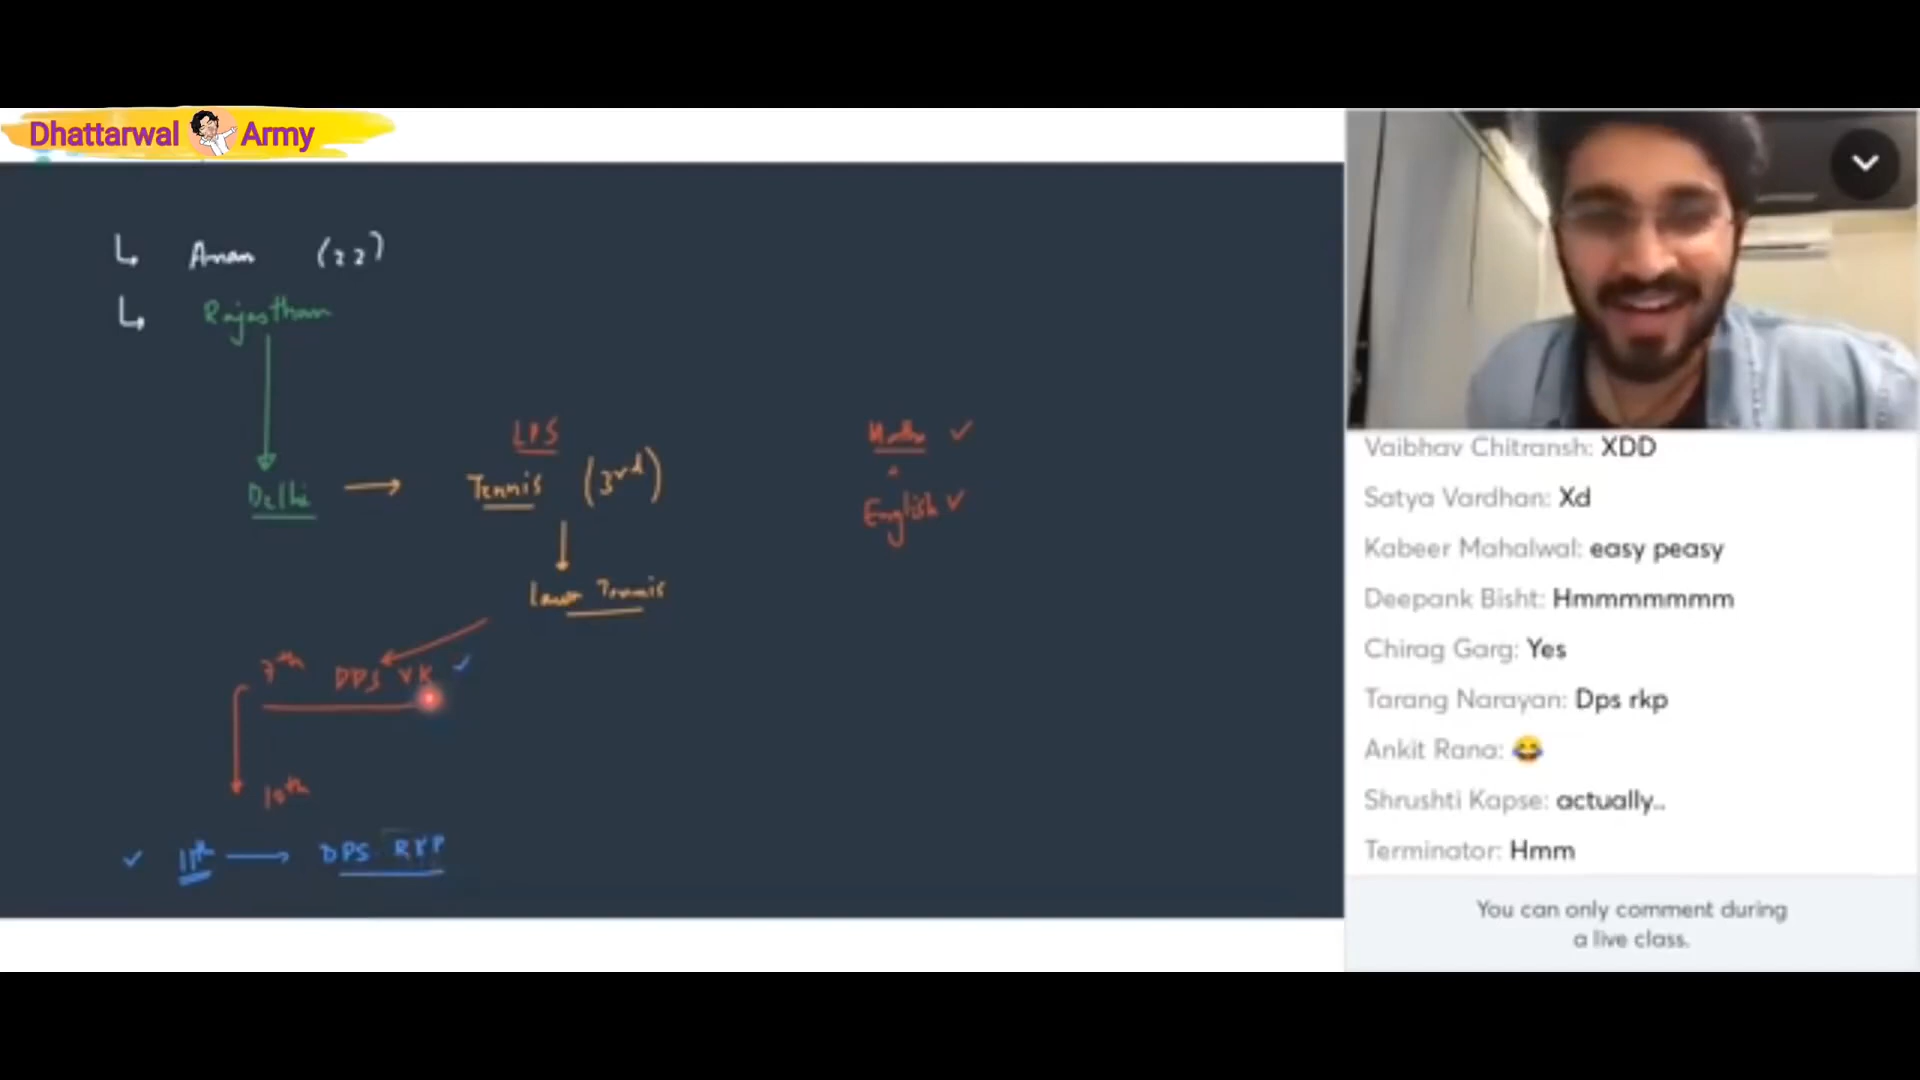 Dhattarwal Army
↳ Aman (22)
↳ Rajasthan
LPS
Maths ✓
Delhi → Tennis (3rd)
English ✓
Lawn Tennis
7th DPS VK ✓
10th
✓ 11th → DPS RKP
Vaibhav Chitransh: XDD
Satya Vardhan: Xd
Kabeer Mahalwal: easy peasy
Deepank Bisht: Hmmmmmmm
Chirag Garg: Yes
Tarang Narayan: Dps rkp
Ankit Rana: 😂
Shrushti Kapse: actually..
Terminator: Hmm
You can only comment during
a live class.